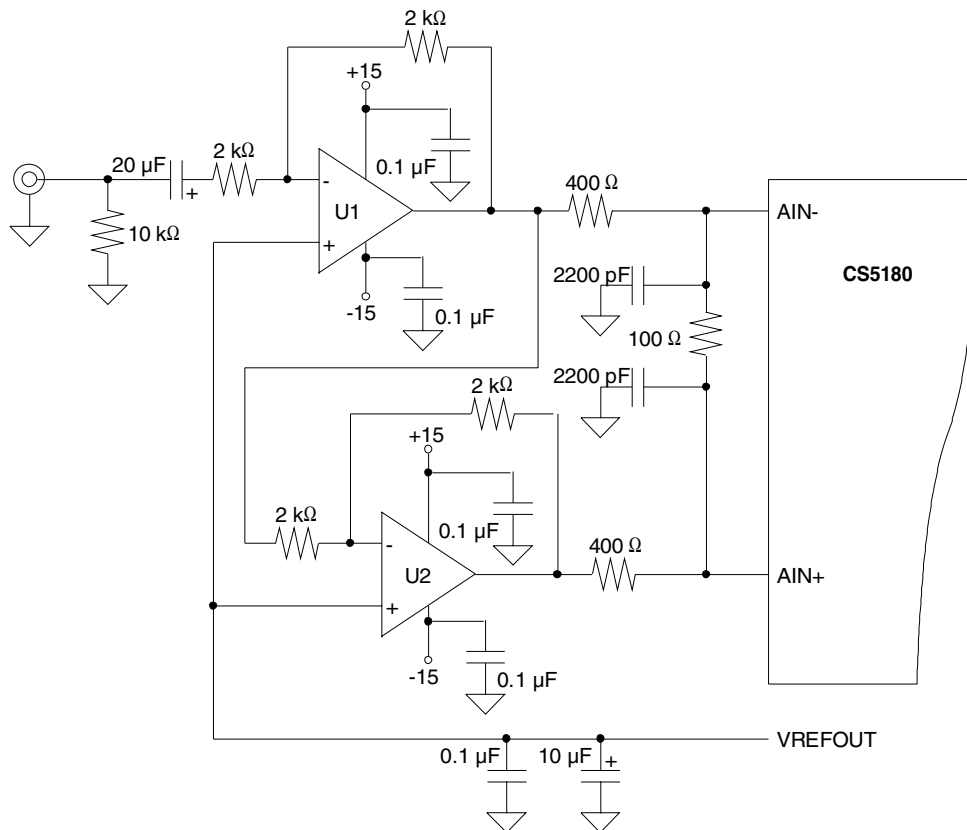 2 kΩ
+15
0.1 µF
20 µF
+
2 kΩ
-
U1
+
10 kΩ
-15
0.1 µF
400 Ω
AIN-
CS5180
2200 pF
100 Ω
2200 pF
2 kΩ
+15
0.1 µF
2 kΩ
-
U2
+
400 Ω
AIN+
-15
0.1 µF
VREFOUT
0.1 µF
10 µF
+